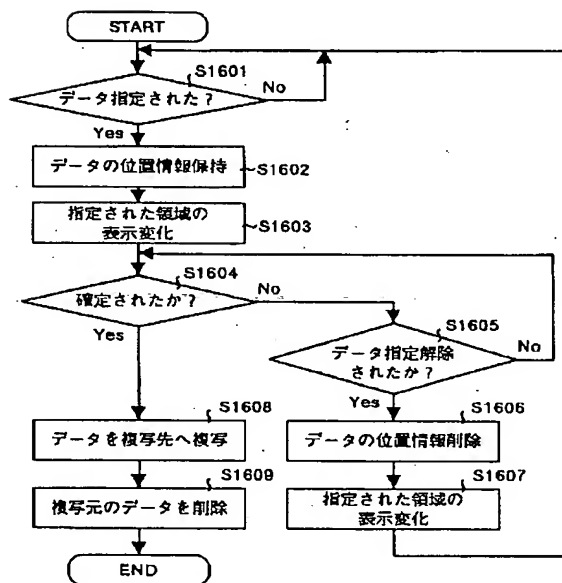 START
S1601
データ指定された？
No
Yes
データの位置情報保持
S1602
指定された領域の
表示変化
S1603
S1604
確定されたか？
No
Yes
S1605
データ指定解除
されたか？
No
Yes
S1608
データを複写先へ複写
S1606
データの位置情報削除
S1609
複写元のデータを削除
S1607
指定された領域の
表示変化
END